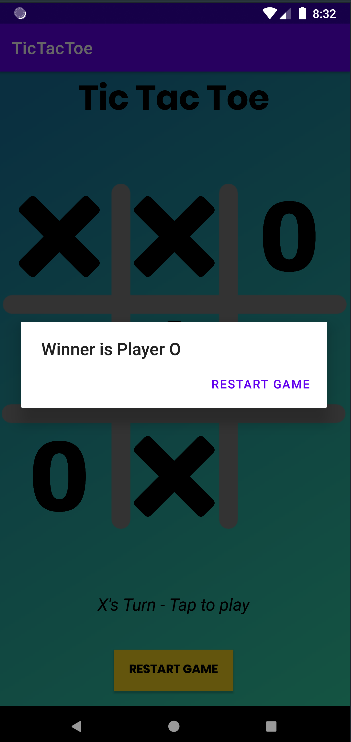 8:32
TicTacToe
Tic Tac Toe
X X 0
Winner is Player O
RESTART GAME
0 X
X's Turn - Tap to play
RESTART GAME